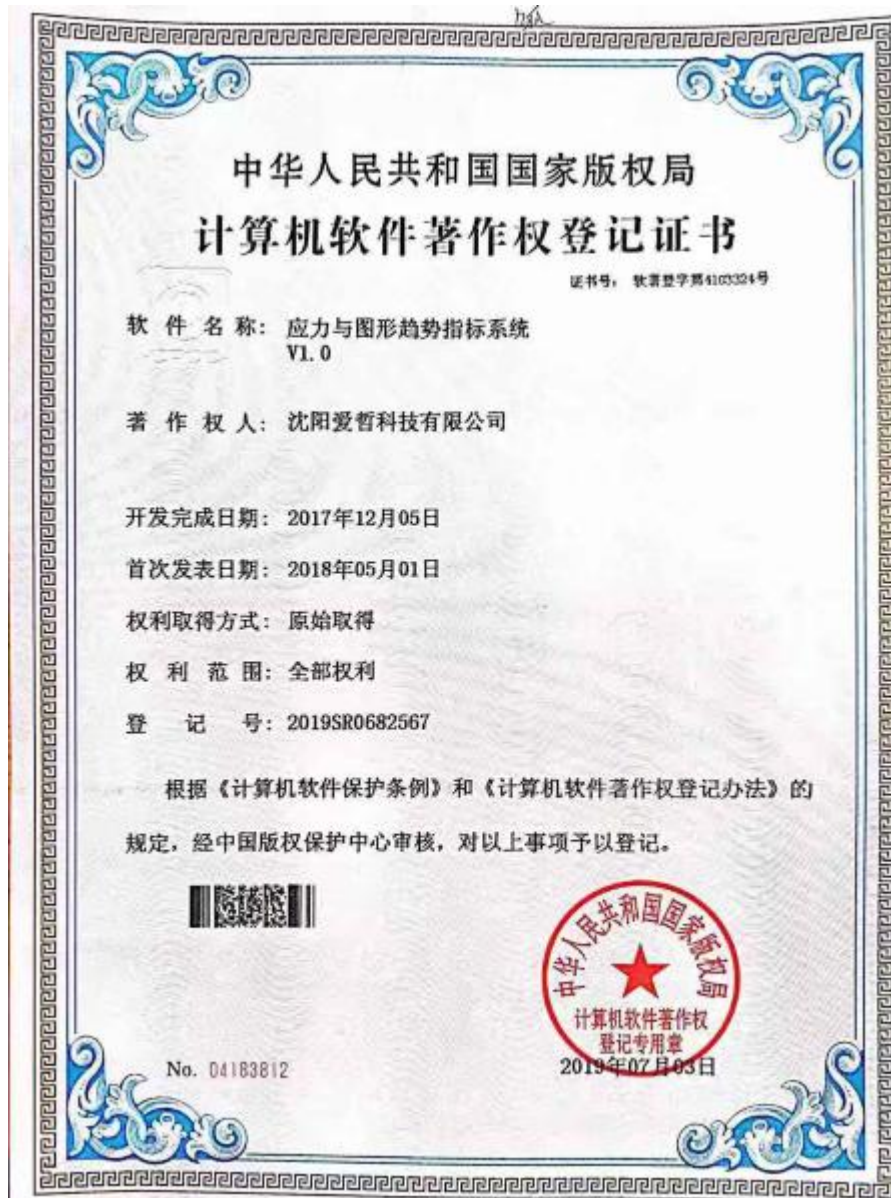 中华人民共和国国家版权局
计算机软件著作权登记证书
证书号: 软著登字第4103324号
软件名称: 应力与图形趋势指标系统
V1.0
著作权人: 沈阳爱哲科技有限公司
开发完成日期: 2017年12月05日
首次发表日期: 2018年05月01日
权利取得方式: 原始取得
权利范围: 全部权利
登记号: 2019SR0682567
根据《计算机软件保护条例》和《计算机软件著作权登记办法》的
规定,经中国版权保护中心审核,对以上事项予以登记。
中华人民共和国国家版权局
计算机软件著作权
登记专用章
No. 04183812
2019年07月03日